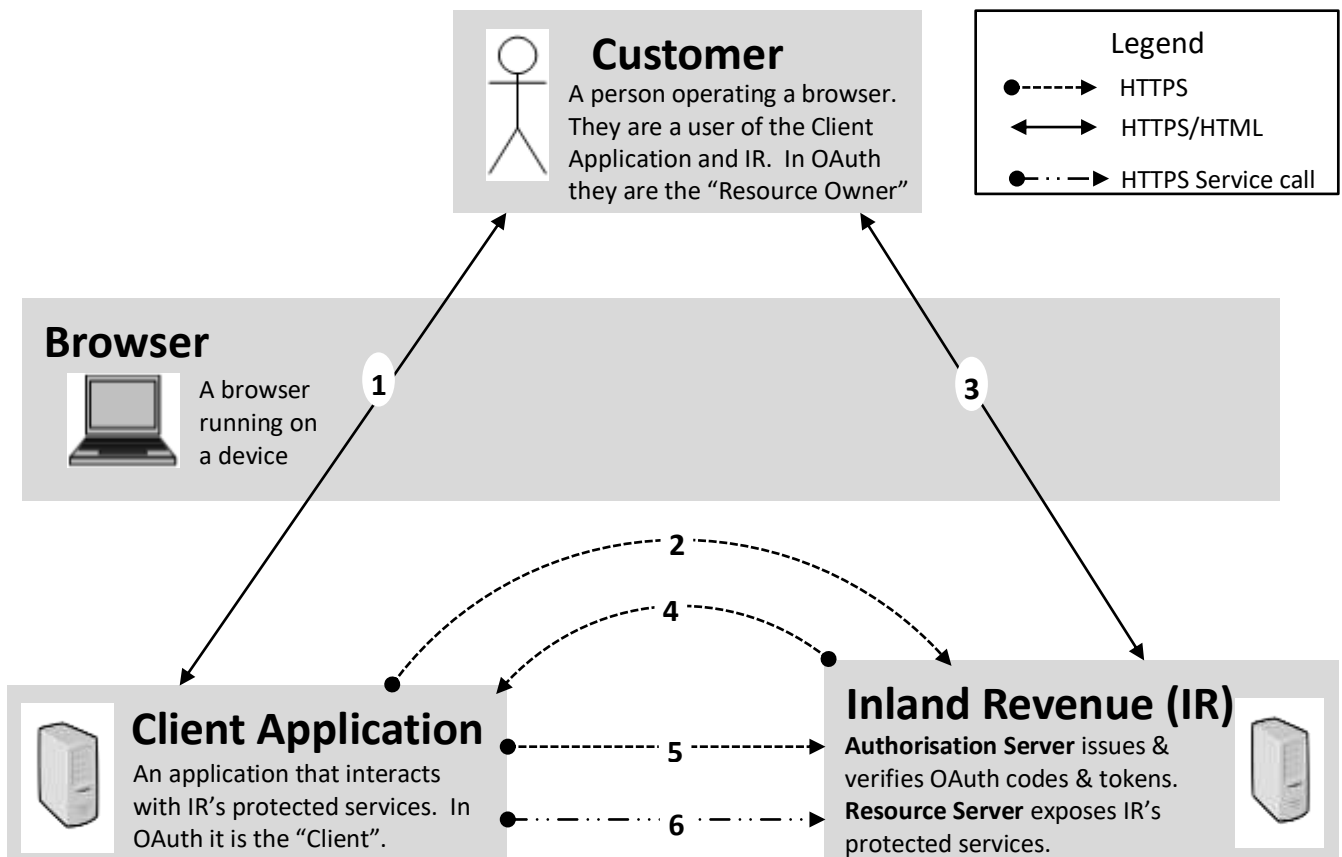 Customer
A person operating a browser.
They are a user of the Client
Application and IR.  In OAuth
they are the “Resource Owner”
Legend
HTTPS
HTTPS/HTML
HTTPS Service call
Browser
A browser
running on
a device
1
3
2
4
5
6
Client Application
An application that interacts
with IR’s protected services.  In
OAuth it is the “Client”.
Inland Revenue (IR)
Authorisation Server issues &
verifies OAuth codes & tokens.
Resource Server exposes IR’s
protected services.